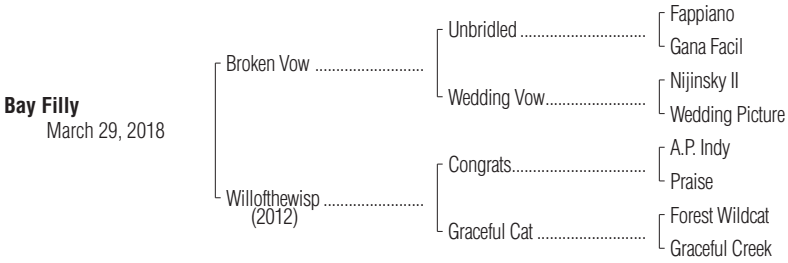 Fappiano
Unbridled
Gana Facil
Broken Vow
Nijinsky II
Wedding Vow
Wedding Picture
Bay Filly
March 29, 2018
A.P. Indy
Congrats
Praise
Willofthewisp
(2012)
Forest Wildcat
Graceful Cat
Graceful Creek